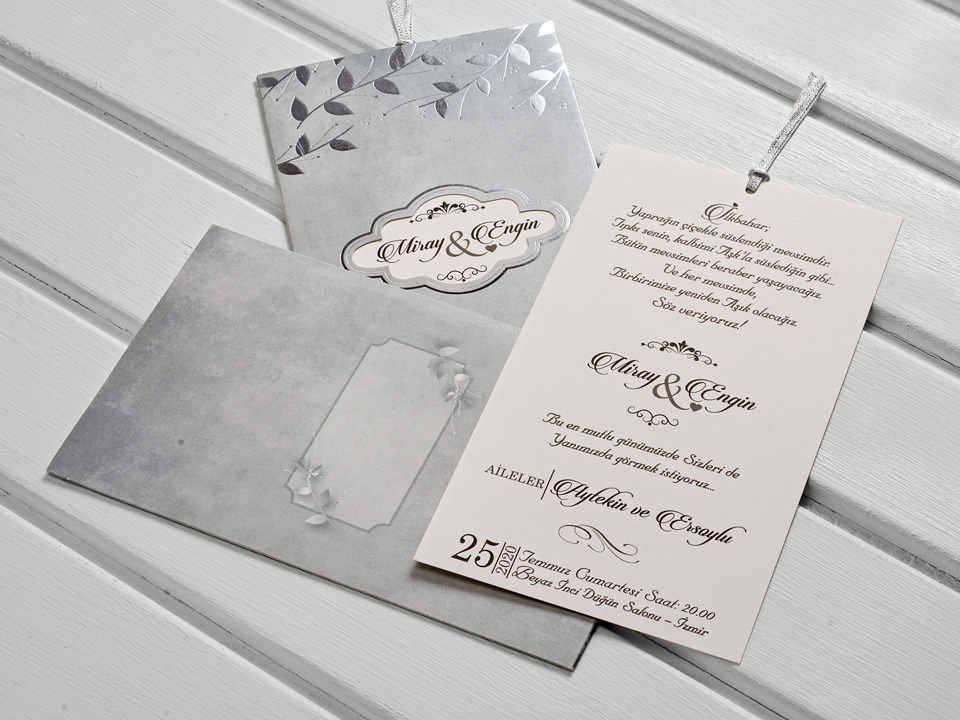 Miray & Engin
İlkbahar;
Yaprağın çiçekle süslendiği mevsimdir.
Tıpkı senin, kalbimi Aşk'la süslediğin gibi...
Bütün mevsimleri beraber yaşayacağız.
Ve her mevsimde,
Birbirimize yeniden Aşık olacağız.
Söz veriyoruz!
Miray & Engin
Bu en mutlu günümüzde Sizleri de
Yanımızda görmek istiyoruz...
AİLELER Aytekin ve Ersoylu
25 2020 Temmuz Cumartesi Saat: 20.00
Beyaz İnci Düğün Salonu - İzmir